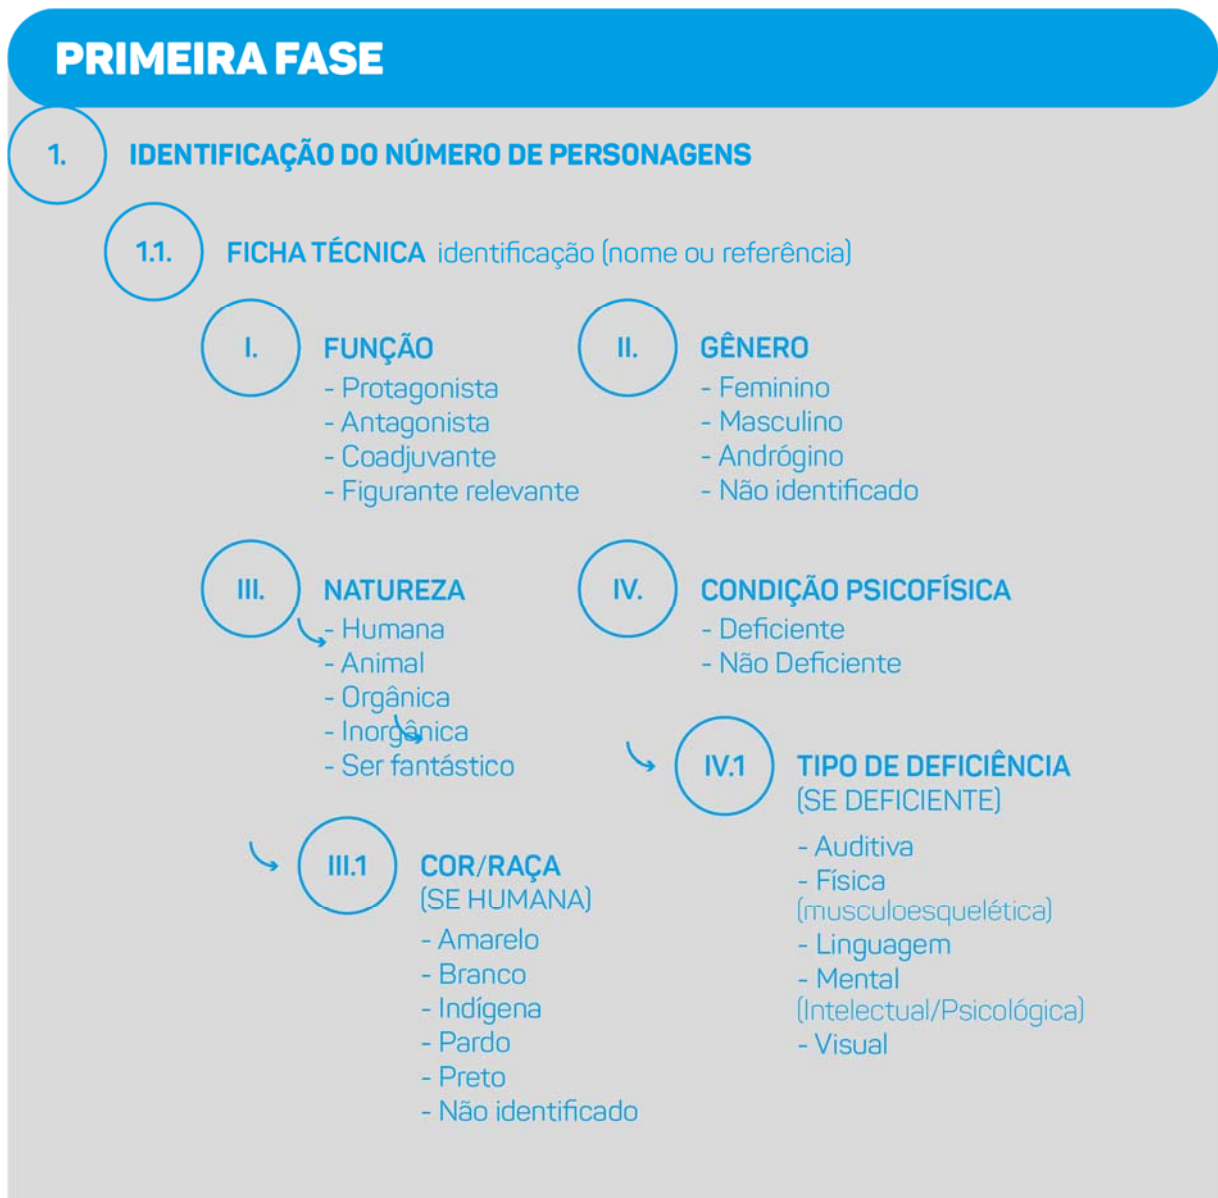 PRIMEIRA FASE
1. IDENTIFICAÇÃO DO NÚMERO DE PERSONAGENS
1.1. FICHA TÉCNICA identificação (nome ou referência)
I. FUNÇÃO
- Protagonista
- Antagonista
- Coadjuvante
- Figurante relevante
II. GÊNERO
- Feminino
- Masculino
- Andrógino
- Não identificado
III. NATUREZA
- Humana
- Animal
- Orgânica
- Inorgânica
- Ser fantástico
III.1 COR/RAÇA
(SE HUMANA)
- Amarelo
- Branco
- Indígena
- Pardo
- Preto
- Não identificado
IV. CONDIÇÃO PSICOFÍSICA
- Deficiente
- Não Deficiente
IV.1 TIPO DE DEFICIÊNCIA
(SE DEFICIENTE)
- Auditiva
- Física
(musculoesquelética)
- Linguagem
- Mental
(Intelectual/Psicológica)
- Visual